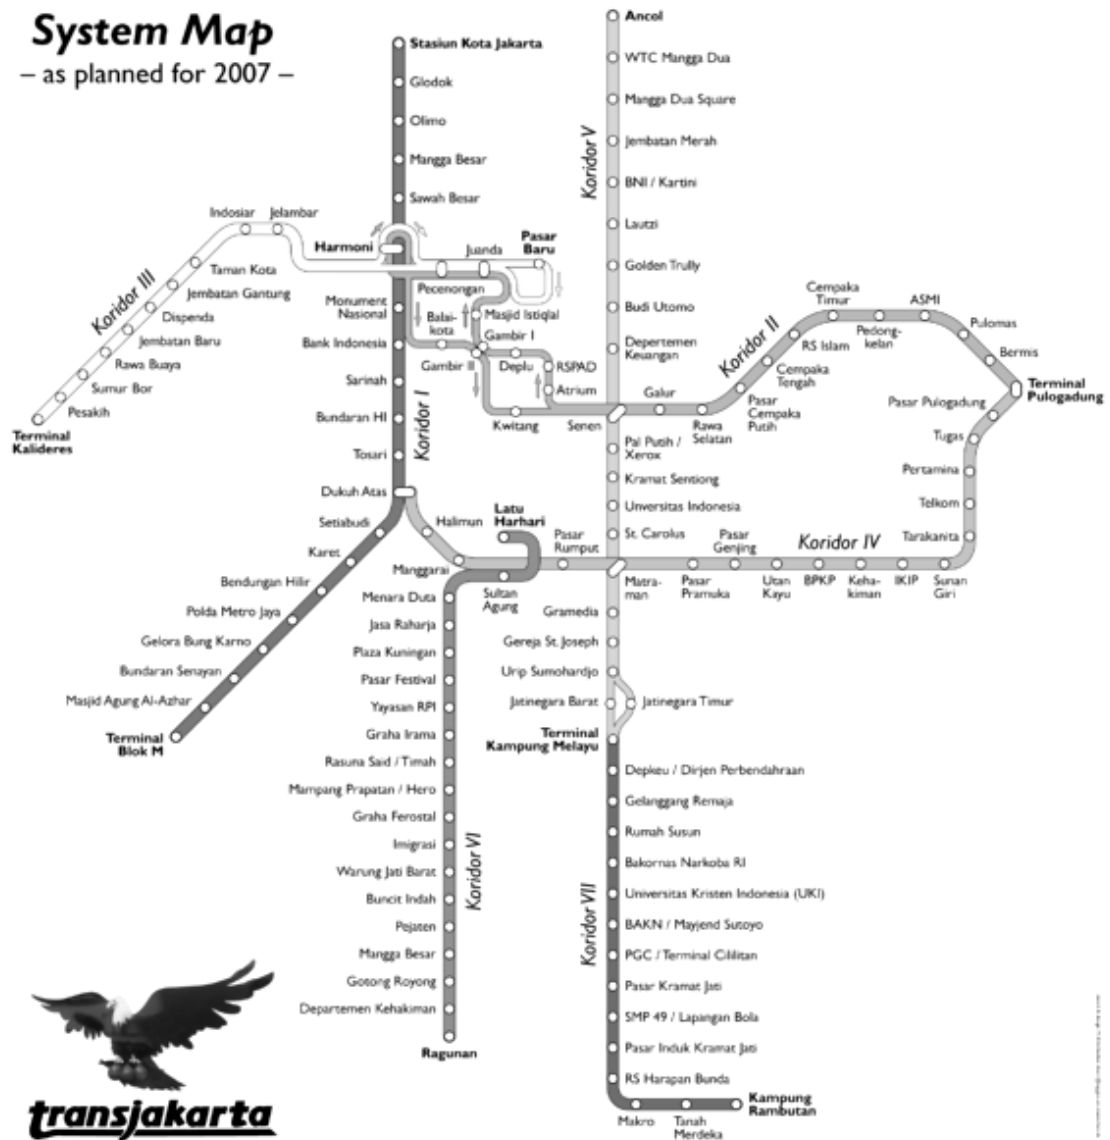 System Map
– as planned for 2007 –
Stasiun Kota Jakarta
Glodok
Olimo
Mangga Besar
Sawah Besar
Harmoni
Monument
Nasional
Bank Indonesia
Sarinah
Bundaran HI
Tosari
Dukuh Atas
Setiabudi
Karet
Bendungan Hilir
Polda Metro Jaya
Gelora Bung Karno
Bundaran Senayan
Masjid Agung Al-Azhar
Terminal
Blok M
Koridor I
Indosiar
Jelambar
Taman Kota
Jembatan Gantung
Dispenda
Jembatan Baru
Rawa Buaya
Sumur Bor
Pesakih
Terminal
Kalideres
Koridor III
Juanda
Pasar
Baru
Pecenongan
Balai-
kota
Masjid Istiqlal
Gambir I
Gambir II
Deplu
RSPAD
Atrium
Kwitang
Senen
Galur
Rawa
Selatan
Pasar
Cempaka
Putih
Cempaka
Tengah
RS Islam
Cempaka
Timur
Pedong-
kelan
ASMI
Pulomas
Bermis
Terminal
Pulogadung
Koridor II
Ancol
WTC Mangga Dua
Mangga Dua Square
Jembatan Merah
BNI / Kartini
Lautzi
Golden Trully
Budi Utomo
Departemen
Keuangan
Koridor V
Pal Putih /
Xerox
Kramat Sentiong
Unversitas Indonesia
St. Carolus
Matra-
man
Gramedia
Gereja St. Joseph
Urip Sumohardjo
Jatinegara Barat
Jatinegara Timur
Terminal
Kampung Melayu
Pasar Pulogadung
Tugas
Pertamina
Telkom
Tarakanita
Sunan
Giri
IKIP
Keha-
kiman
BPKP
Utan
Kayu
Pasar
Genjing
Pasar
Pramuka
Koridor IV
Pasar
Rumput
Manggarai
Halimun
Latu
Harhari
Sultan
Agung
Menara Duta
Jasa Raharja
Plaza Kuningan
Pasar Festival
Yayasan RPI
Graha Irama
Rasuna Said / Timah
Mampang Prapatan / Hero
Graha Ferostal
Imigrasi
Warung Jati Barat
Buncit Indah
Pejaten
Mangga Besar
Gotong Royong
Departemen Kehakiman
Ragunan
Koridor VI
Depkeu / Dirjen Perbendahraan
Gelanggang Remaja
Rumah Susun
Bakornas Narkoba RI
Universitas Kristen Indonesia (UKI)
BAKN / Mayjend Sutoyo
PGC / Terminal Cililitan
Pasar Kramat Jati
SMP 49 / Lapangan Bola
Pasar Induk Kramat Jati
RS Harapan Bunda
Makro
Tanah
Merdeka
Kampung
Rambutan
Koridor VII
transjakarta